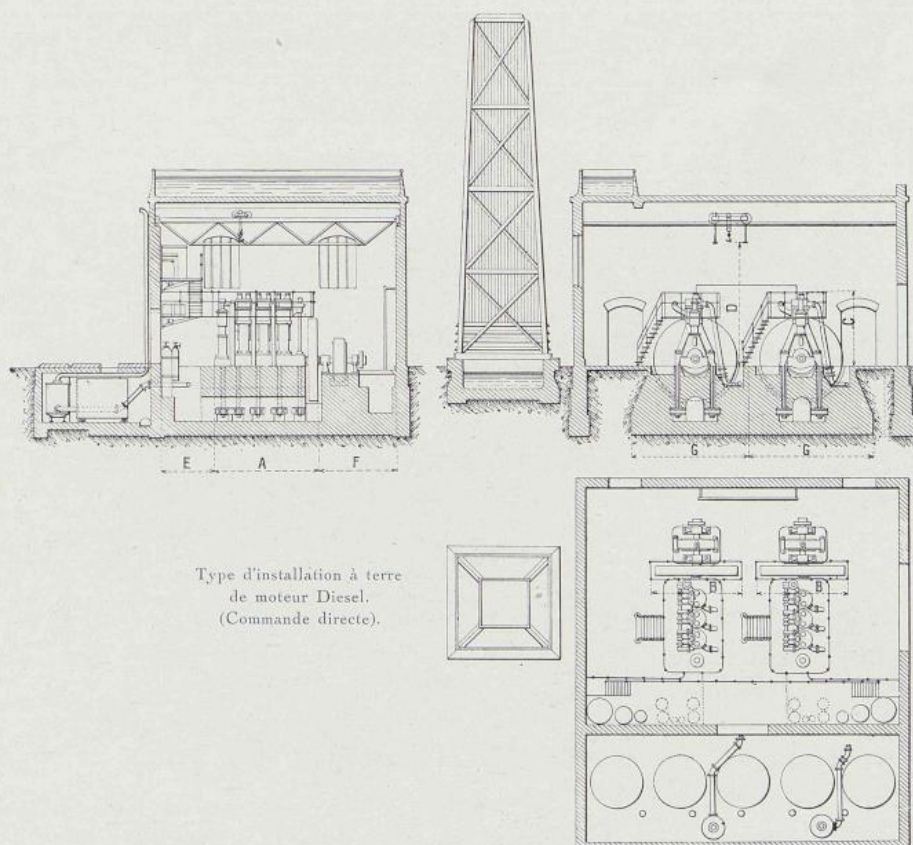 D
C
E
A
F
G
G
B
B
Type d'installation à terre
de moteur Diesel.
(Commande directe).